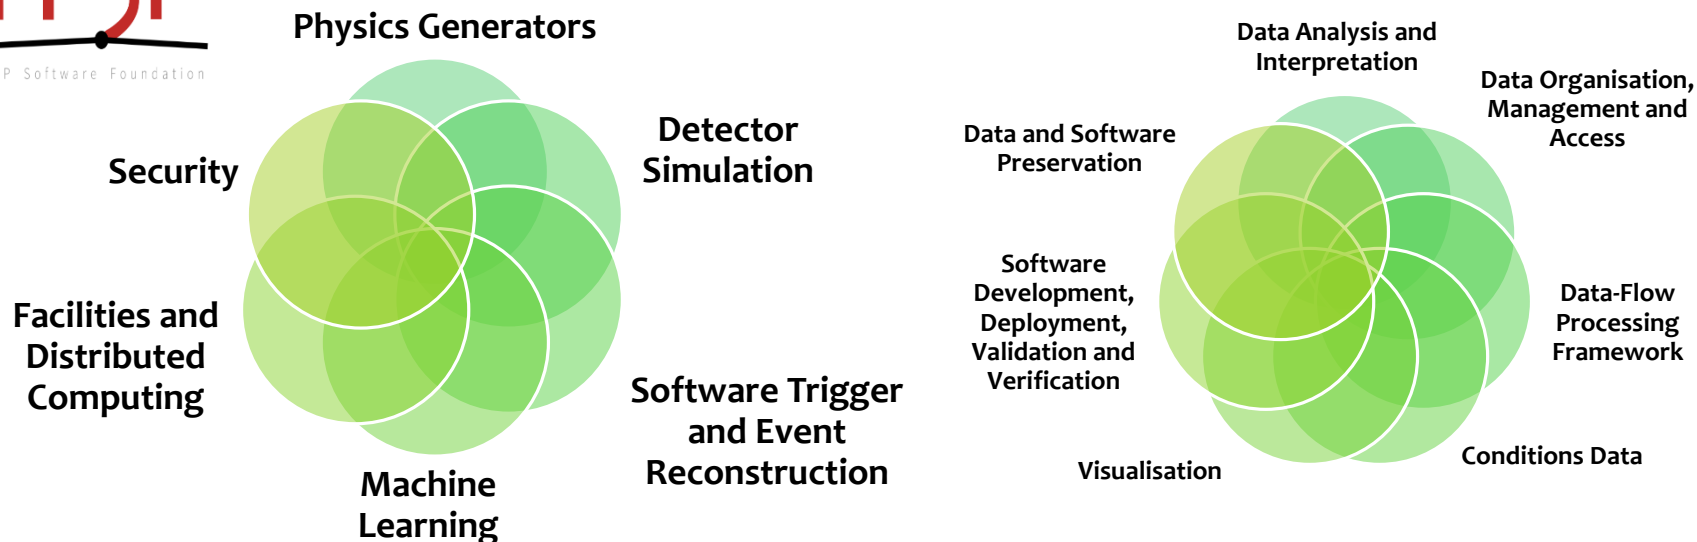 P Software Foundation
Physics Generators
Detector
Simulation
Security
Facilities and
Distributed
Computing
Software Trigger
and Event
Reconstruction
Machine
Learning
Data Analysis and
Interpretation
Data Organisation,
Management and
Access
Data and Software
Preservation
Software
Development,
Deployment,
Validation and
Verification
Data-Flow
Processing
Framework
Visualisation
Conditions Data